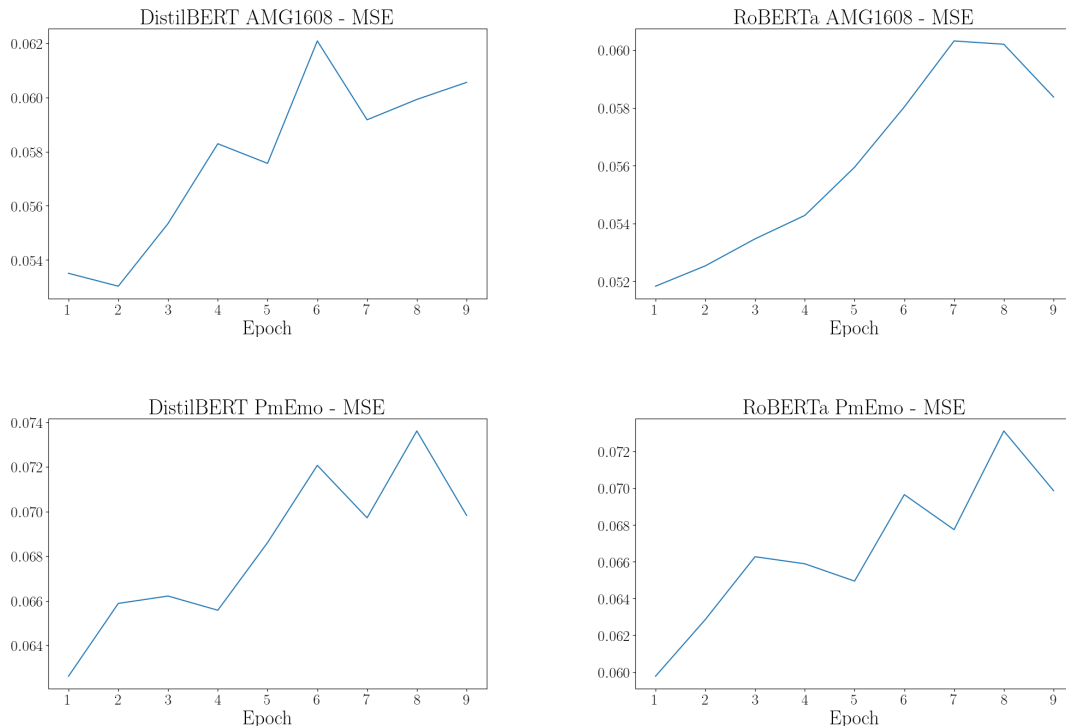 DistilBERT AMG1608 - MSE
0.062
0.060
0.058
0.056
0.054
1 2 3 4 5 6 7 8 9
Epoch
RoBERTa AMG1608 - MSE
0.060
0.058
0.056
0.054
0.052
1 2 3 4 5 6 7 8 9
Epoch
DistilBERT PmEmo - MSE
0.074
0.072
0.070
0.068
0.066
0.064
1 2 3 4 5 6 7 8 9
Epoch
RoBERTa PmEmo - MSE
0.072
0.070
0.068
0.066
0.064
0.062
0.060
1 2 3 4 5 6 7 8 9
Epoch